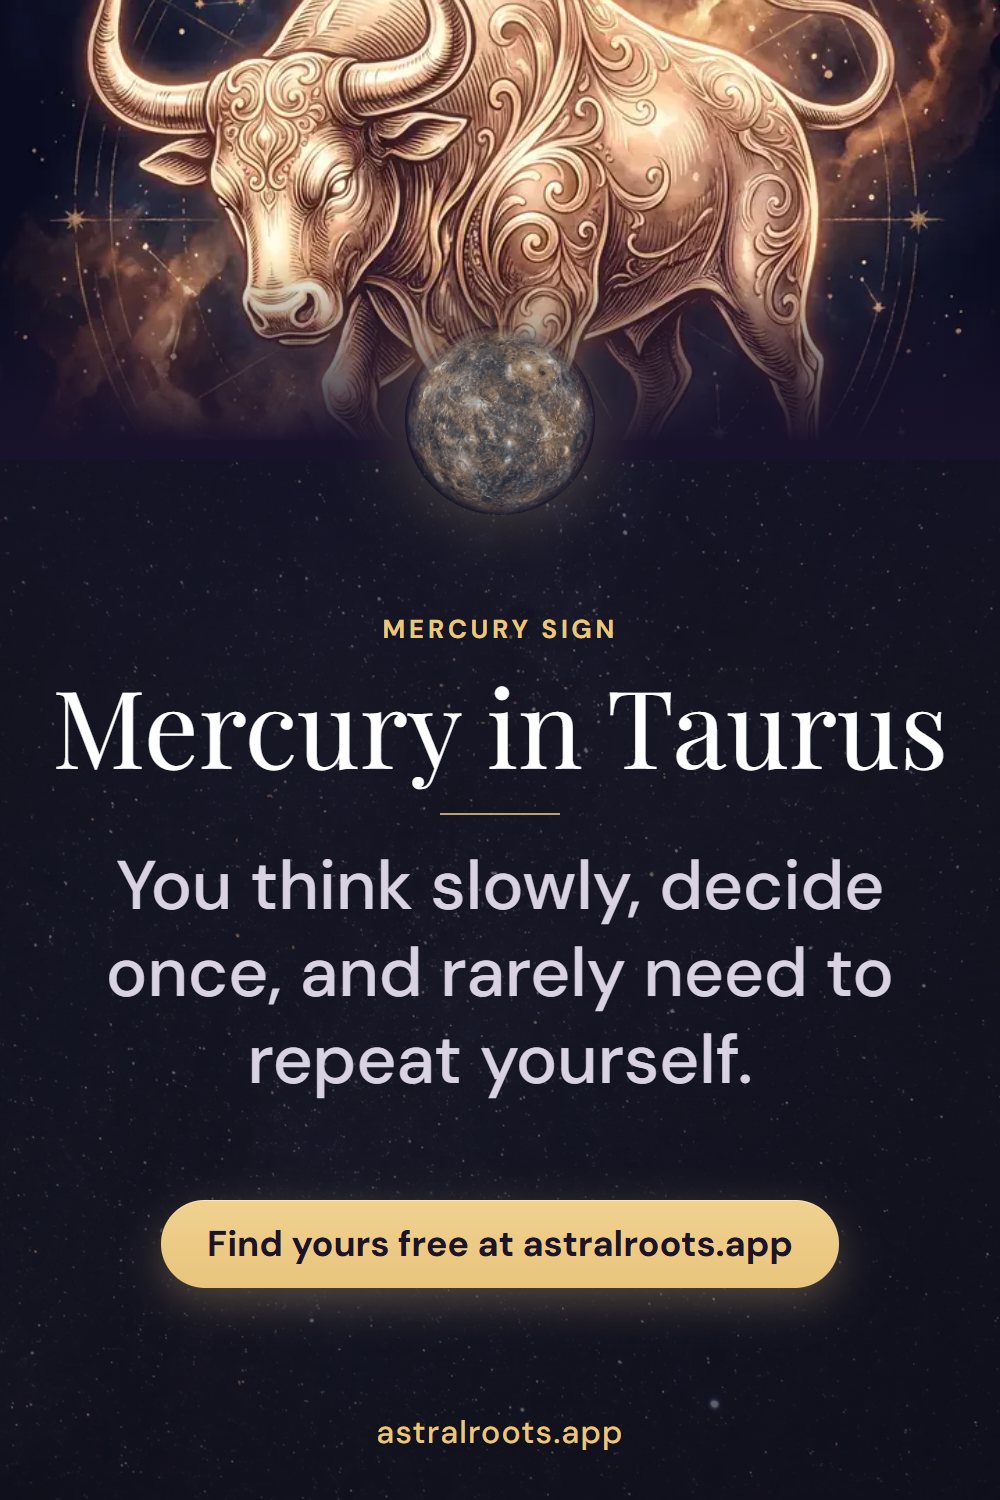 MERCURY SIGN
Mercury in Taurus
You think slowly, decide
once, and rarely need to
repeat yourself.
Find yours free at astralroots.app
astralroots.app